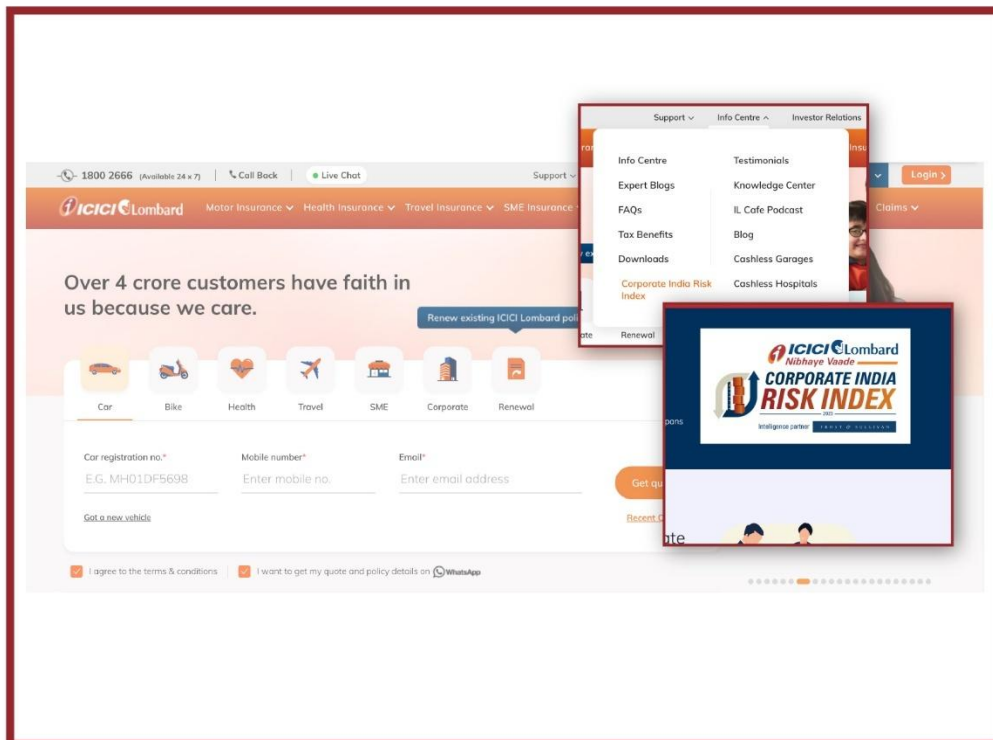 1800 2666 (Available 24 x 7)
Call Back
Live Chat
Support
Login >
ICICI Lombard
Motor Insurance
Health Insurance
Travel Insurance
SME Insurance
Claims
Over 4 crore customers have faith in
us because we care.
Renew existing ICICI Lombard
Car
Bike
Health
Travel
SME
Corporate
Renewal
Car registration no.*
Mobile number*
Email*
E.G. MH01DF5698
Enter mobile no.
Enter email address
Get
Got a new vehicle
Recent
I agree to the terms & conditions
I want to get my quote and policy details on WhatsApp
Support
Info Centre
Investor Relations
Info Centre
Testimonials
Expert Blogs
Knowledge Center
FAQs
IL Cafe Podcast
Tax Benefits
Blog
Downloads
Cashless Garages
Corporate India Risk
Index
Cashless Hospitals
Renewal
ICICI Lombard
Nibhaye Vaade
CORPORATE INDIA
RISK INDEX
Intelligence partner FROST & SULLIVAN